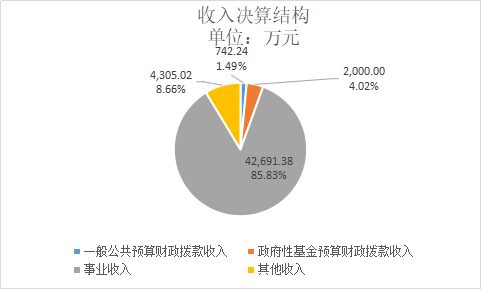 收入决算结构
单位：万元
742.24
1.49%
2,000.00
4.02%
4,305.02
8.66%
42,691.38
85.83%
一般公共预算财政拨款收入
政府性基金预算财政拨款收入
事业收入
其他收入